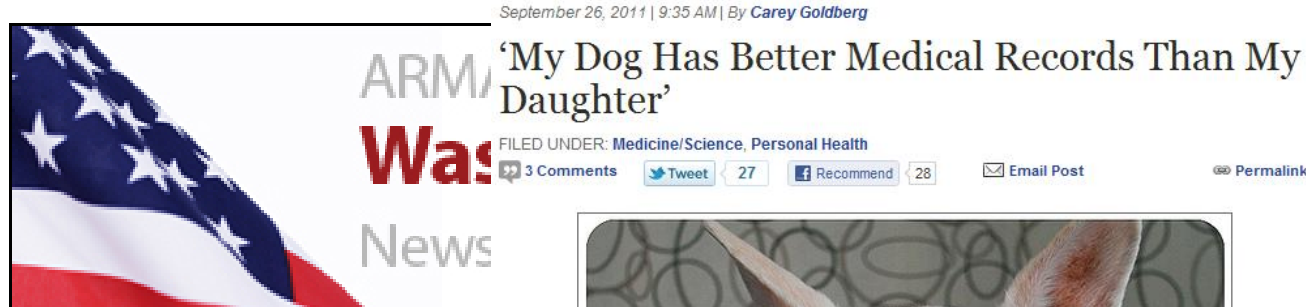 September 26, 2011 | 9:35 AM | By Carey Goldberg
‘My Dog Has Better Medical Records Than My
Daughter’
FILED UNDER: Medicine/Science, Personal Health
3 Comments Tweet 27 Recommend 28 Email Post Permalink
ARMA
Was
News